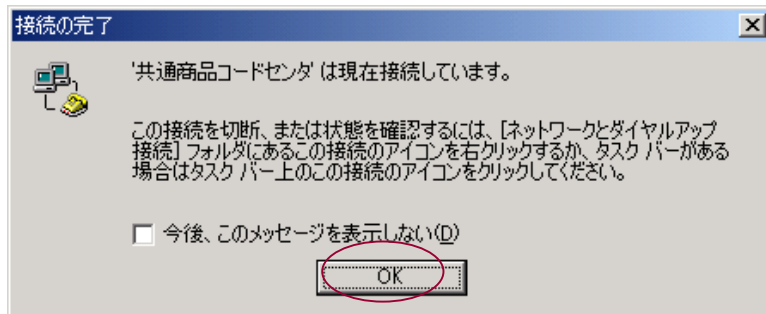 接続の完了
'共通商品コードセンタ' は現在接続しています。
この接続を切断、または状態を確認するには、[ネットワークとダイヤルアップ
接続] フォルダにあるこの接続のアイコンを右クリックするか、タスク バーがある
場合はタスク バー上のこの接続のアイコンをクリックしてください。
今後、このメッセージを表示しない(D)
OK